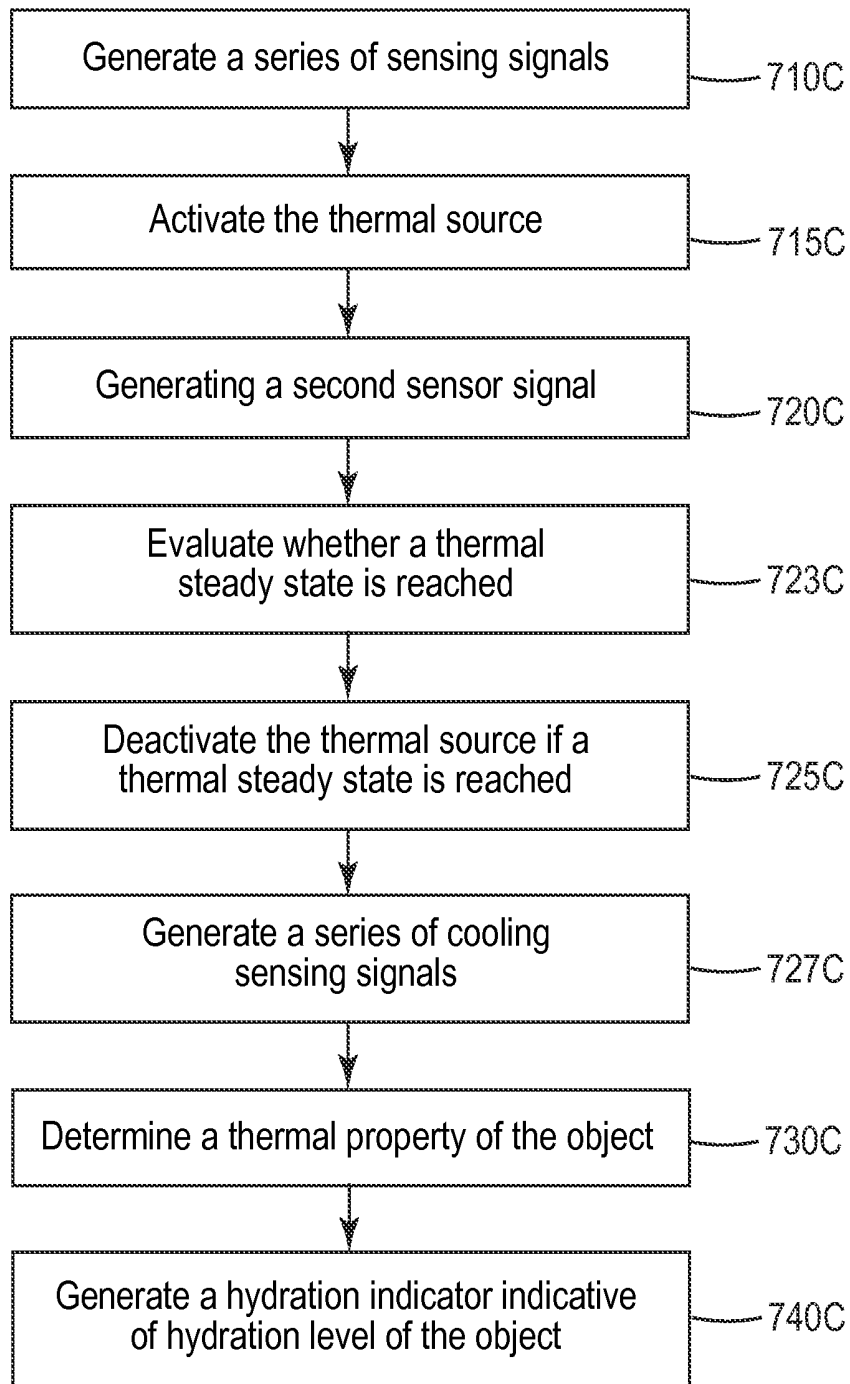 Generate a series of sensing signals
710C
Activate the thermal source
715C
Generating a second sensor signal
720C
Evaluate whether a thermal
steady state is reached
723C
Deactivate the thermal source if a
thermal steady state is reached
725C
Generate a series of cooling
sensing signals
727C
Determine a thermal property of the object
730C
Generate a hydration indicator indicative
of hydration level of the object
740C